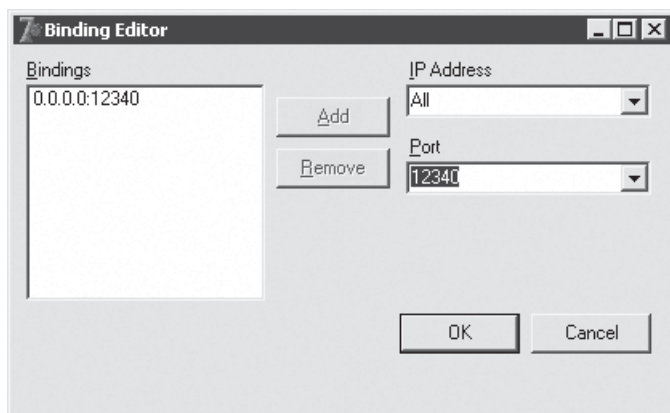 Binding Editor
Bindings
0.0.0.0:12340
Add
Remove
IP Address
All
Port
12340
OK
Cancel